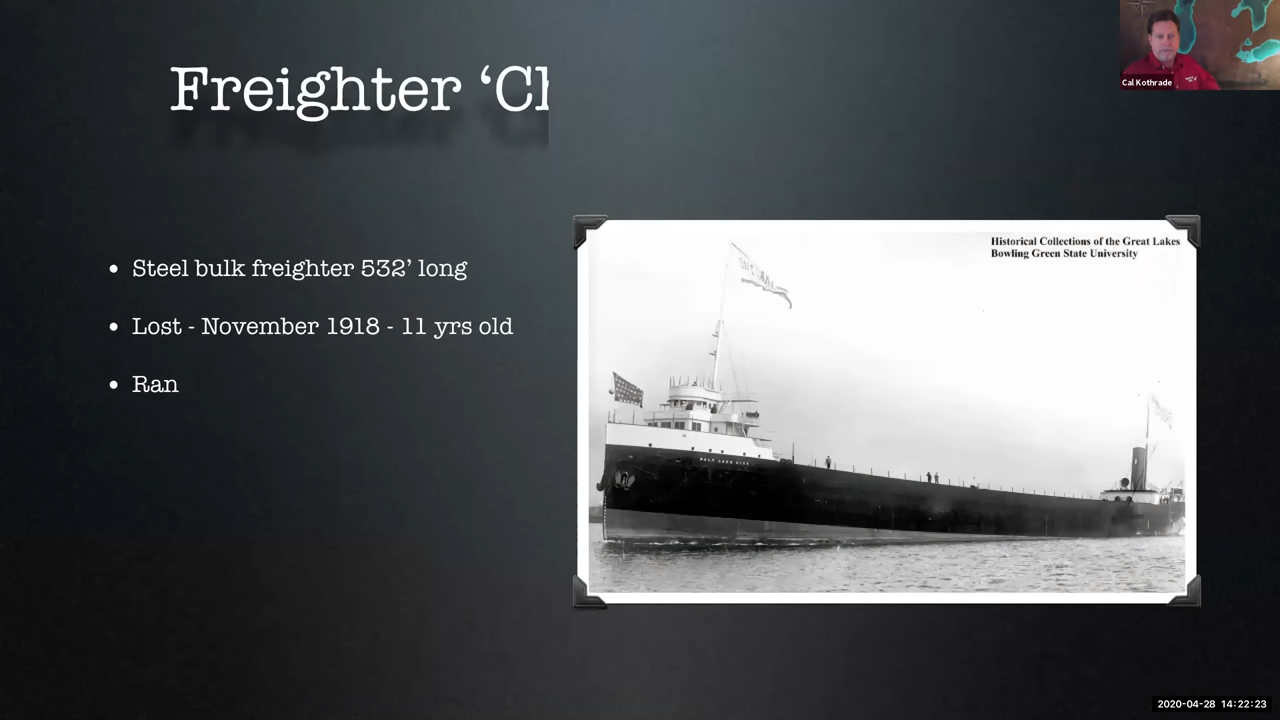 Freighter ‘Ch
Cal Kothrade
Steel bulk freighter 532’ long
Lost - November 1918 - 11 yrs old
Ran
Historical Collections of the Great Lakes
Bowling Green State University
2020-04-28 14:22:23